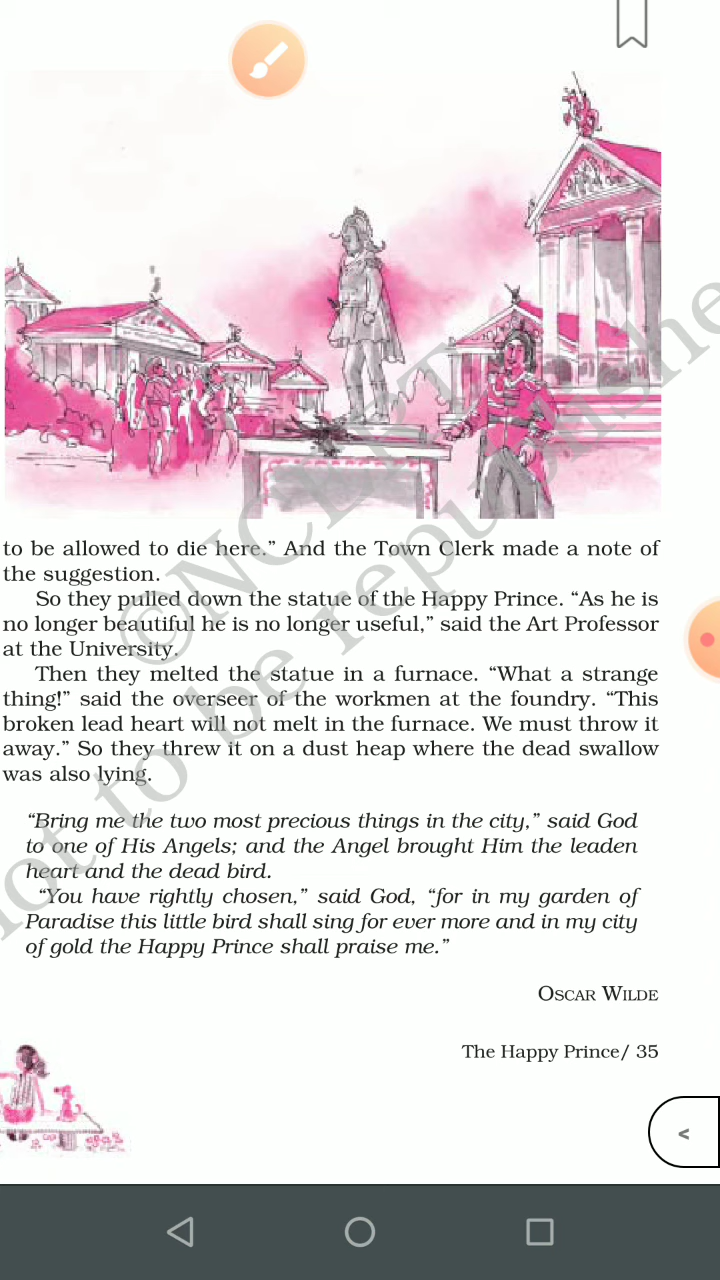 to be allowed to die here.” And the Town Clerk made a note of
the suggestion.
So they pulled down the statue of the Happy Prince. “As he is
no longer beautiful he is no longer useful,” said the Art Professor
at the University.
Then they melted the statue in a furnace. “What a strange
thing!” said the overseer of the workmen at the foundry. “This
broken lead heart will not melt in the furnace. We must throw it
away.” So they threw it on a dust heap where the dead swallow
was also lying.
“Bring me the two most precious things in the city,” said God
to one of His Angels; and the Angel brought Him the leaden
heart and the dead bird.
“You have rightly chosen,” said God, “for in my garden of
Paradise this little bird shall sing for ever more and in my city
of gold the Happy Prince shall praise me.”
OSCAR WILDE
The Happy Prince/ 35
©NCERT
not to be republishe
<